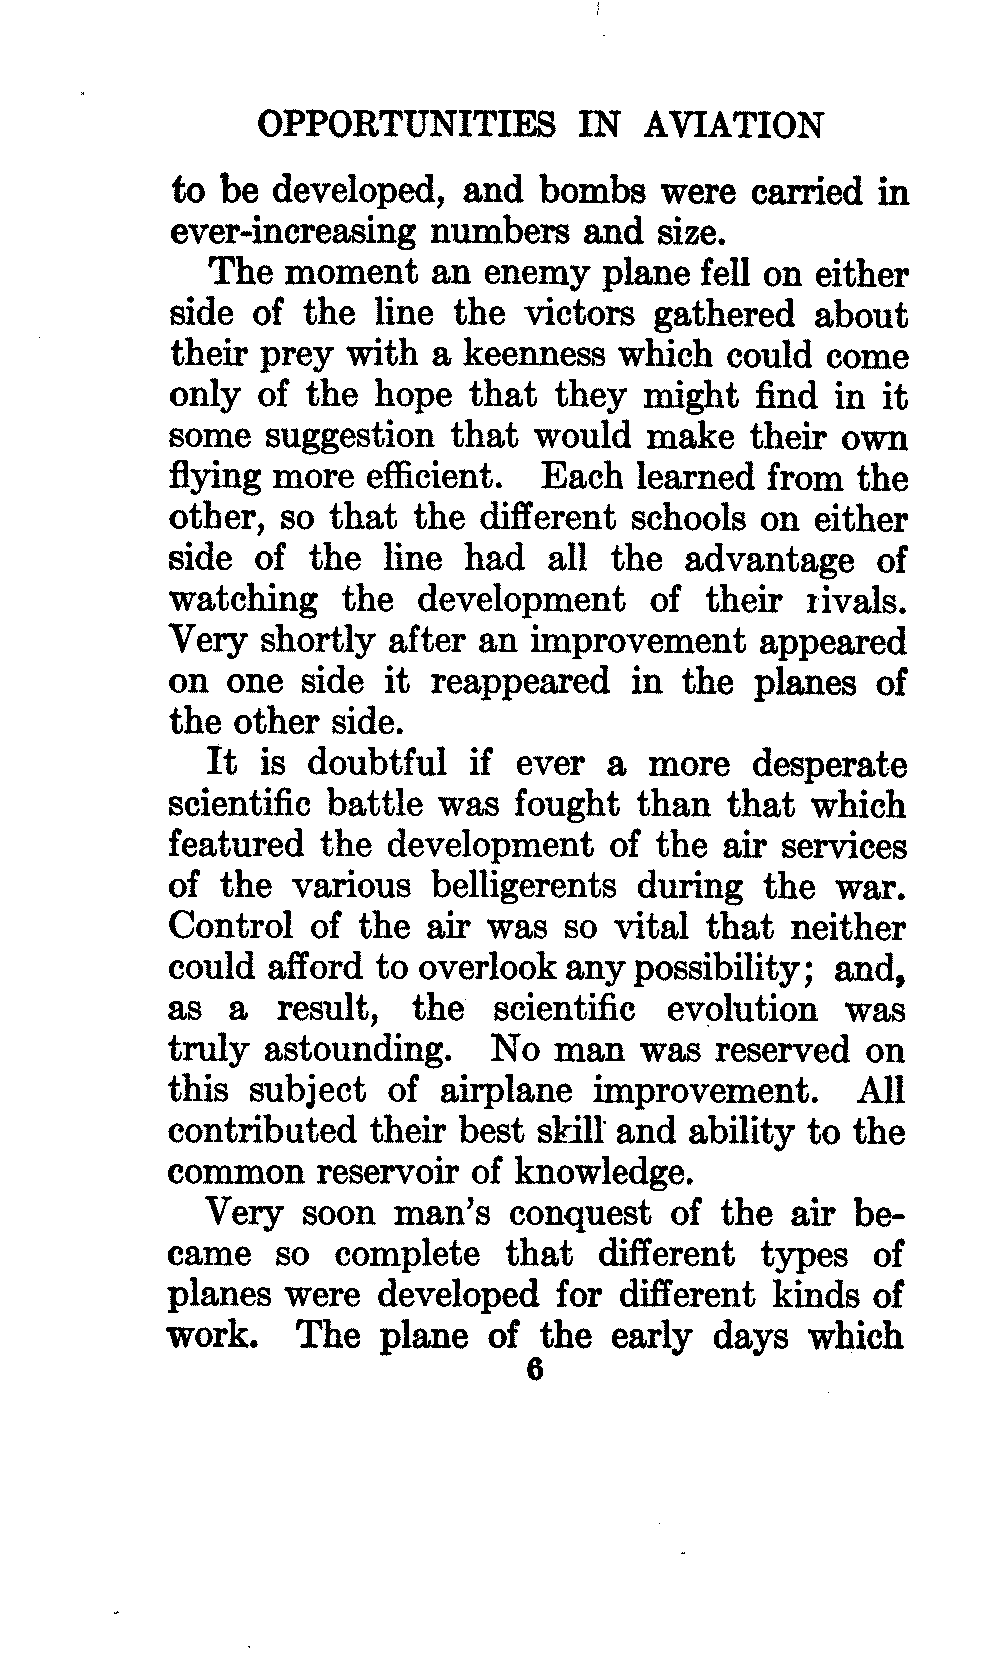 OPPORTUNITIES IN AVIATION
to be developed, and bombs were carried in
ever-increasing numbers and size.
The moment an enemy plane fell on either
side of the line the victors gathered about
their prey with a keenness which could come
only of the hope that they might find in it
some suggestion that would make their own
flying more efficient. Each learned from the
other, so that the different schools on either
side of the line had all the advantage of
watching the development of their rivals.
Very shortly after an improvement appeared
on one side it reappeared in the planes of
the other side.
It is doubtful if ever a more desperate
scientific battle was fought than that which
featured the development of the air services
of the various belligerents during the war.
Control of the air was so vital that neither
could afford to overlook any possibility; and,
as a result, the scientific evolution was
truly astounding. No man was reserved on
this subject of airplane improvement. All
contributed their best skill and ability to the
common reservoir of knowledge.
Very soon man's conquest of the air be-
came so complete that different types of
planes were developed for different kinds of
work. The plane of the early days which
6